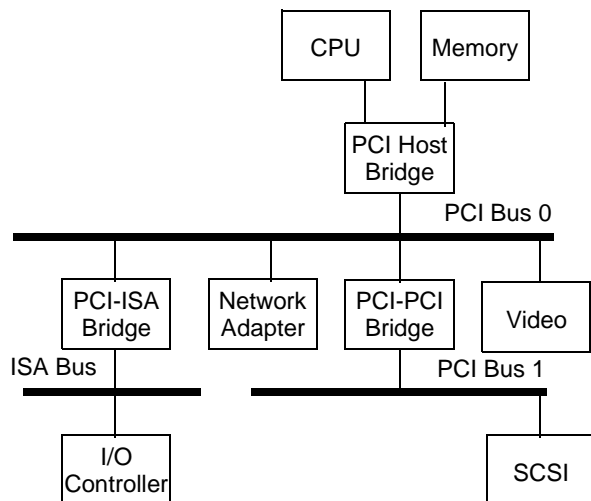 CPU
Memory
PCI Host
Bridge
PCI Bus 0
PCI-ISA
Bridge
Network
Adapter
PCI-PCI
Bridge
Video
ISA Bus
PCI Bus 1
I/O
Controller
SCSI